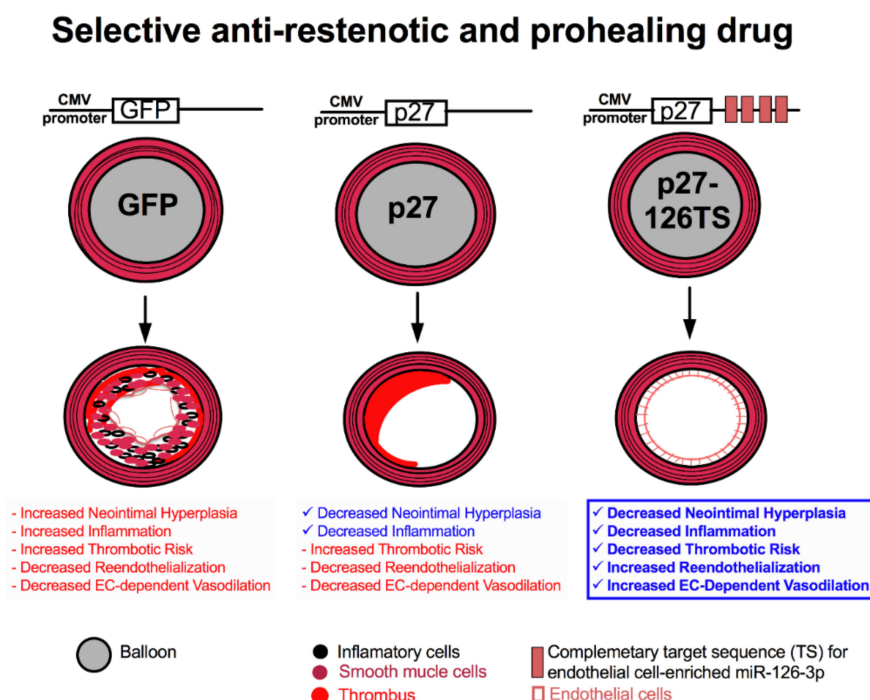 Selective anti-restenotic and prohealing drug
CMV
promoter
GFP
CMV
promoter
p27
CMV
promoter
p27
GFP
p27
p27-
126TS
- Increased Neointimal Hyperplasia
- Increased Inflammation
- Increased Thrombotic Risk
- Decreased Reendothelialization
- Decreased EC-dependent Vasodilation
✓ Decreased Neointimal Hyperplasia
✓ Decreased Inflammation
- Increased Thrombotic Risk
- Decreased Reendothelialization
- Decreased EC-dependent Vasodilation
✓ Decreased Neointimal Hyperplasia
✓ Decreased Inflammation
✓ Decreased Thrombotic Risk
✓ Increased Reendothelialization
✓ Increased EC-Dependent Vasodilation
Balloon
Inflamatory cells
Smooth mucle cells
Thrombus
Complemetary target sequence (TS) for
endothelial cell-enriched miR-126-3p
Endothelial cells